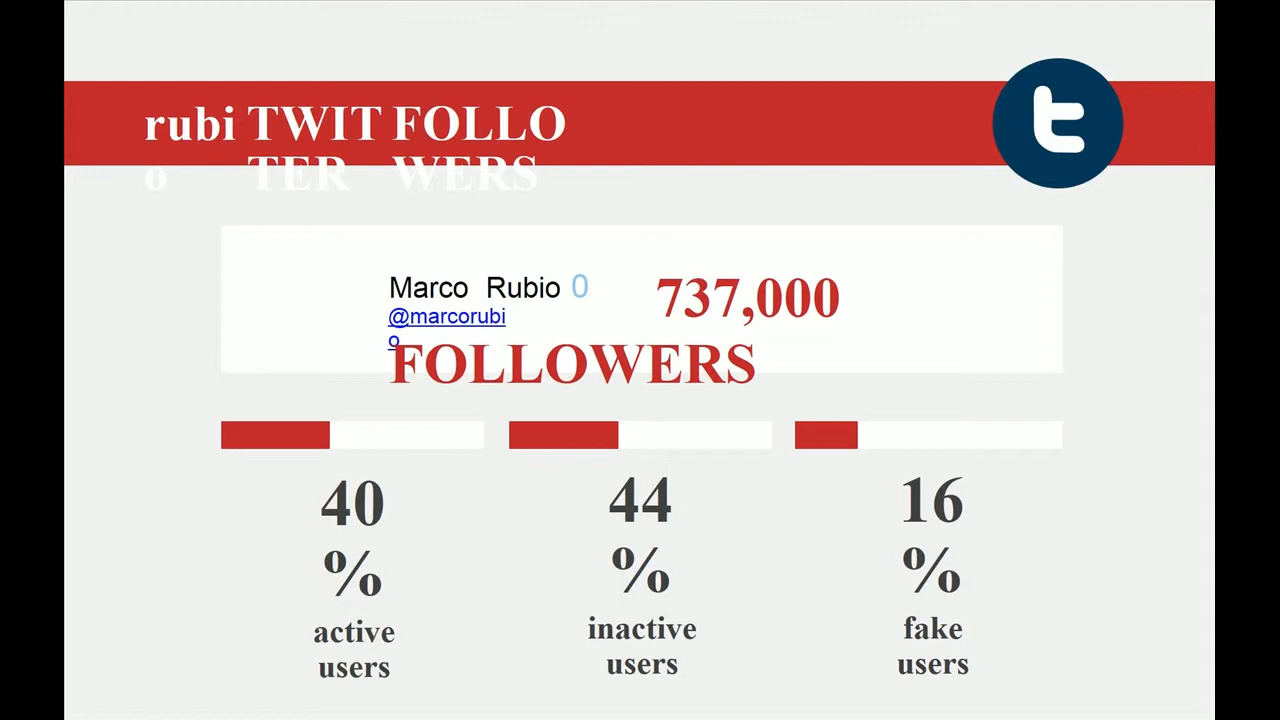 rubi TWIT FOLLO
o TER WERS
Marco Rubio 0 737,000
@marcorubi
o
FOLLOWERS
40 44 16
% % %
active inactive fake
users users users